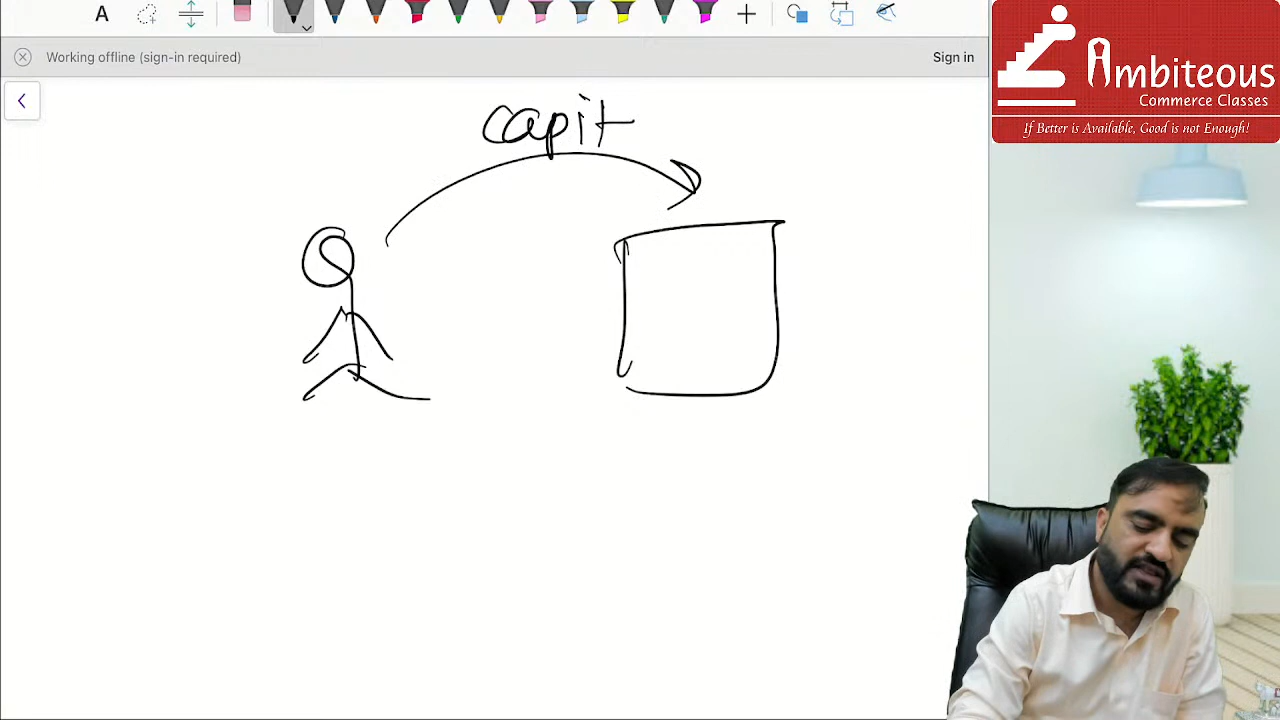 A
Working offline (sign-in required)
Sign in
capit
Ambiteous
Commerce Classes
If Better is Available, Good is not Enough!